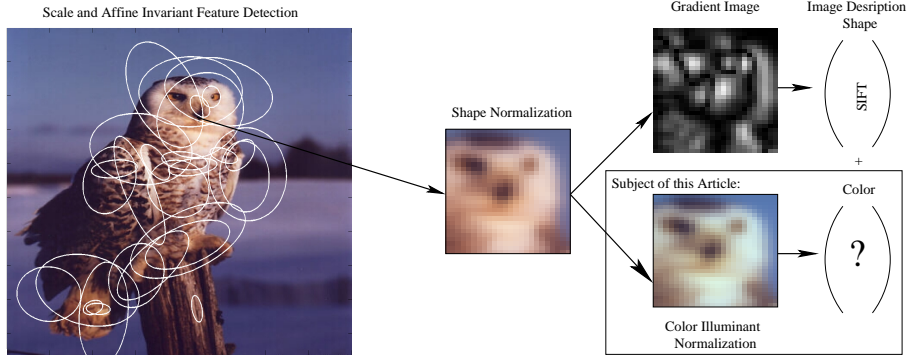 Scale and Affine Invariant Feature Detection
Gradient Image
Image Desription
Shape
Shape Normalization
SIFT
+
Subject of this Article:
Color
?
Color Illuminant
Normalization